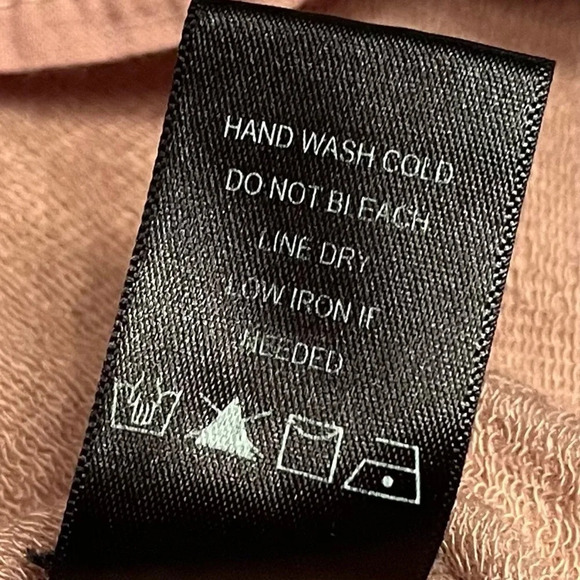 HAND WASH COLD
DO NOT BLEACH
LINE DRY
LOW IRON IF
NEEDED